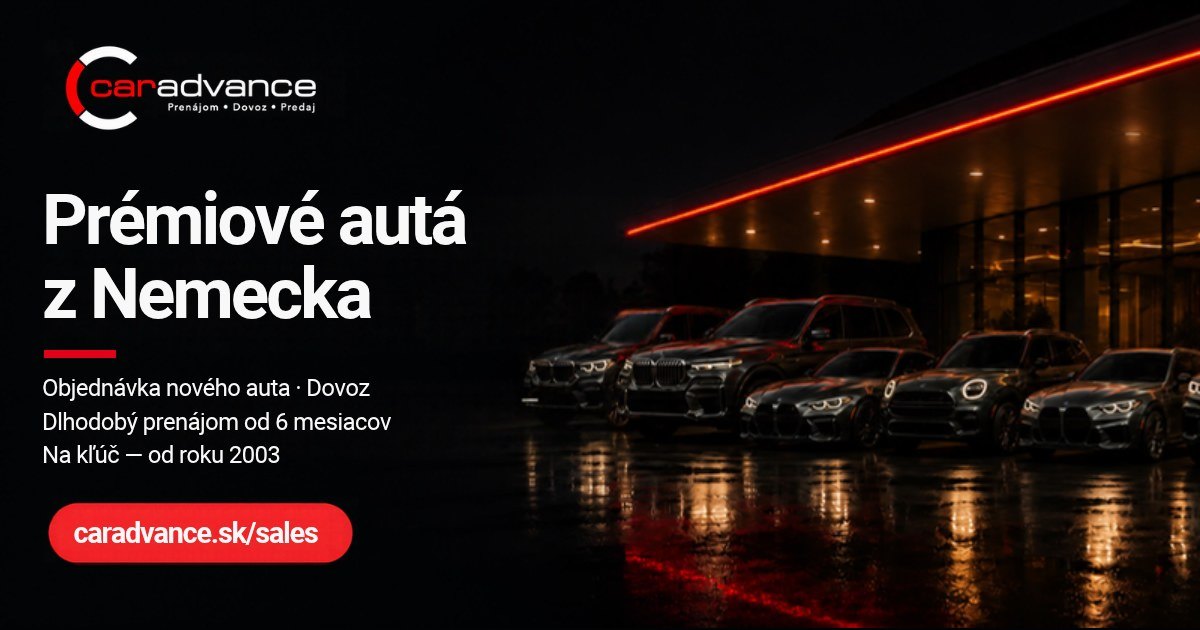 caradvance
Prenájom • Dovoz • Predaj
Prémiové autá
z Nemecka
Objednávka nového auta · Dovoz
Dlhodobý prenájom od 6 mesiacov
Na kľúč — od roku 2003
caradvance.sk/sales